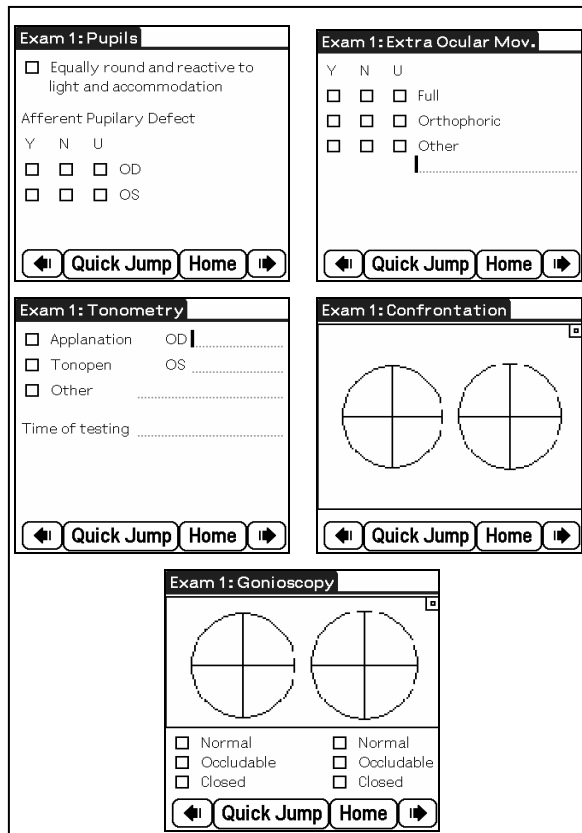 Exam 1: Pupils
Equally round and reactive to
light and accommodation
Afferent Pupilary Defect
Y N U
OD
OS
Quick Jump Home
Exam 1: Extra Ocular Mov.
Y N U
Full
Orthophoric
Other
Quick Jump Home
Exam 1: Tonometry
Applanation OD
Tonopen OS
Other
Time of testing
Quick Jump Home
Exam 1: Confrontation
Quick Jump Home
Exam 1: Gonioscopy
Normal Normal
Occludable Occludable
Closed Closed
Quick Jump Home